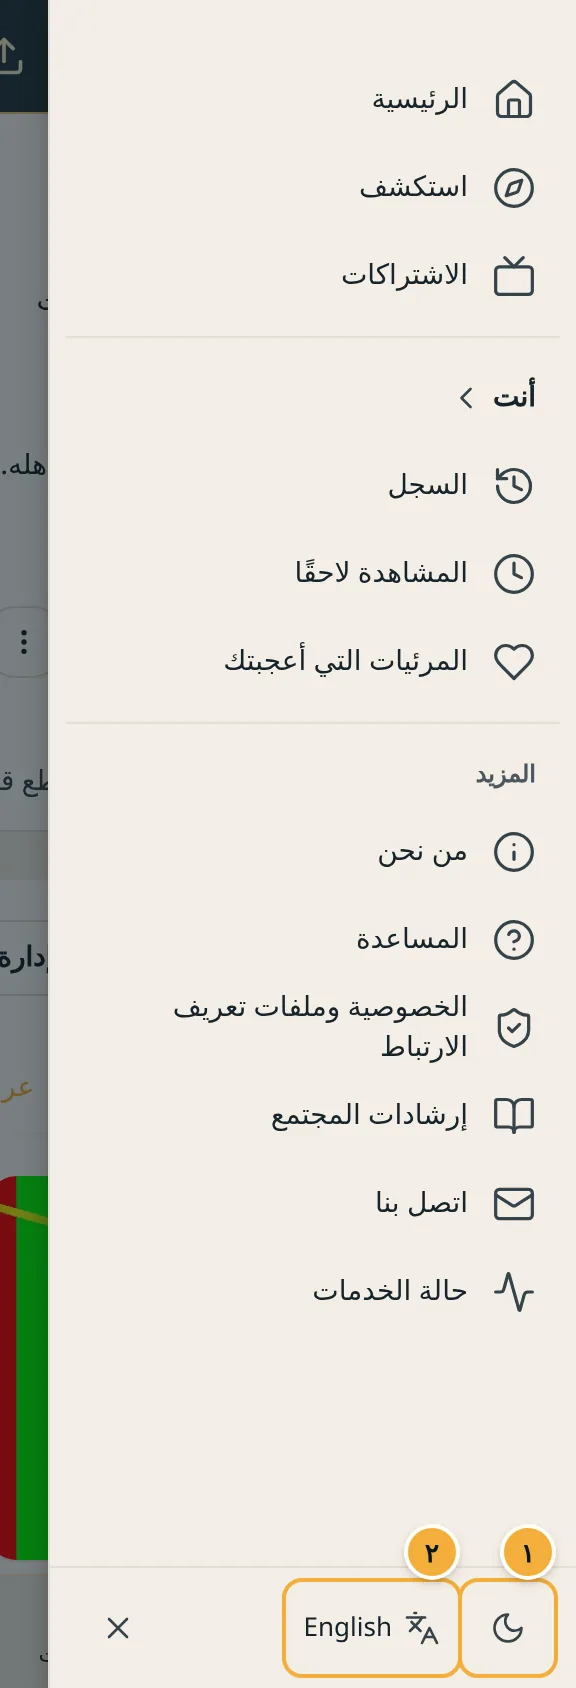 الرئيسية
استكشف
الاشتراكات
أنت
السجل
المشاهدة لاحقًا
المرئيات التي أعجبتك
المزيد
من نحن
المساعدة
الخصوصية وملفات تعريف
الارتباط
إرشادات المجتمع
اتصل بنا
حالة الخدمات
١
٢
English